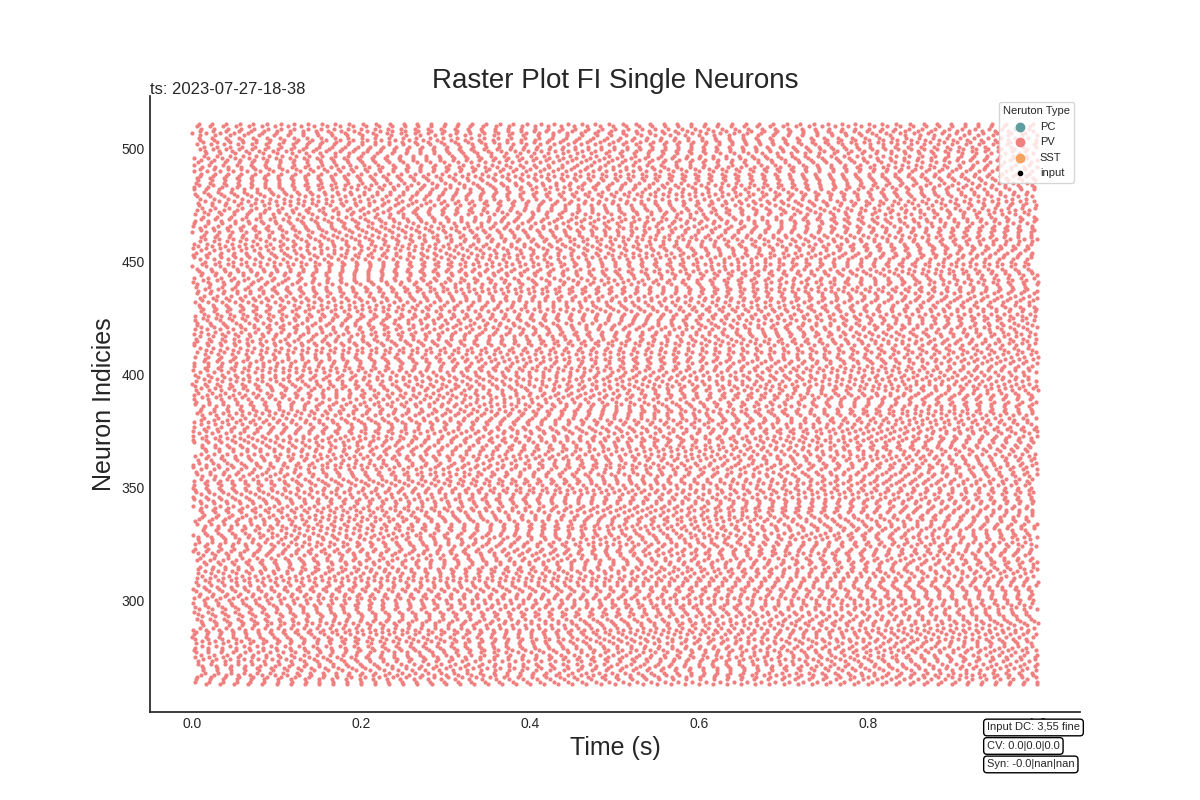 Raster Plot FI Single Neurons
ts: 2023-07-27-18-38
Neruton Type
PC
PV
SST
input
500
450
400
350
300
Neuron Indicies
0.0 0.2 0.4 0.6 0.8
Time (s)
Input DC: 3,55 fine
CV: 0.0|0.0|0.0
Syn: -0.0|nan|nan